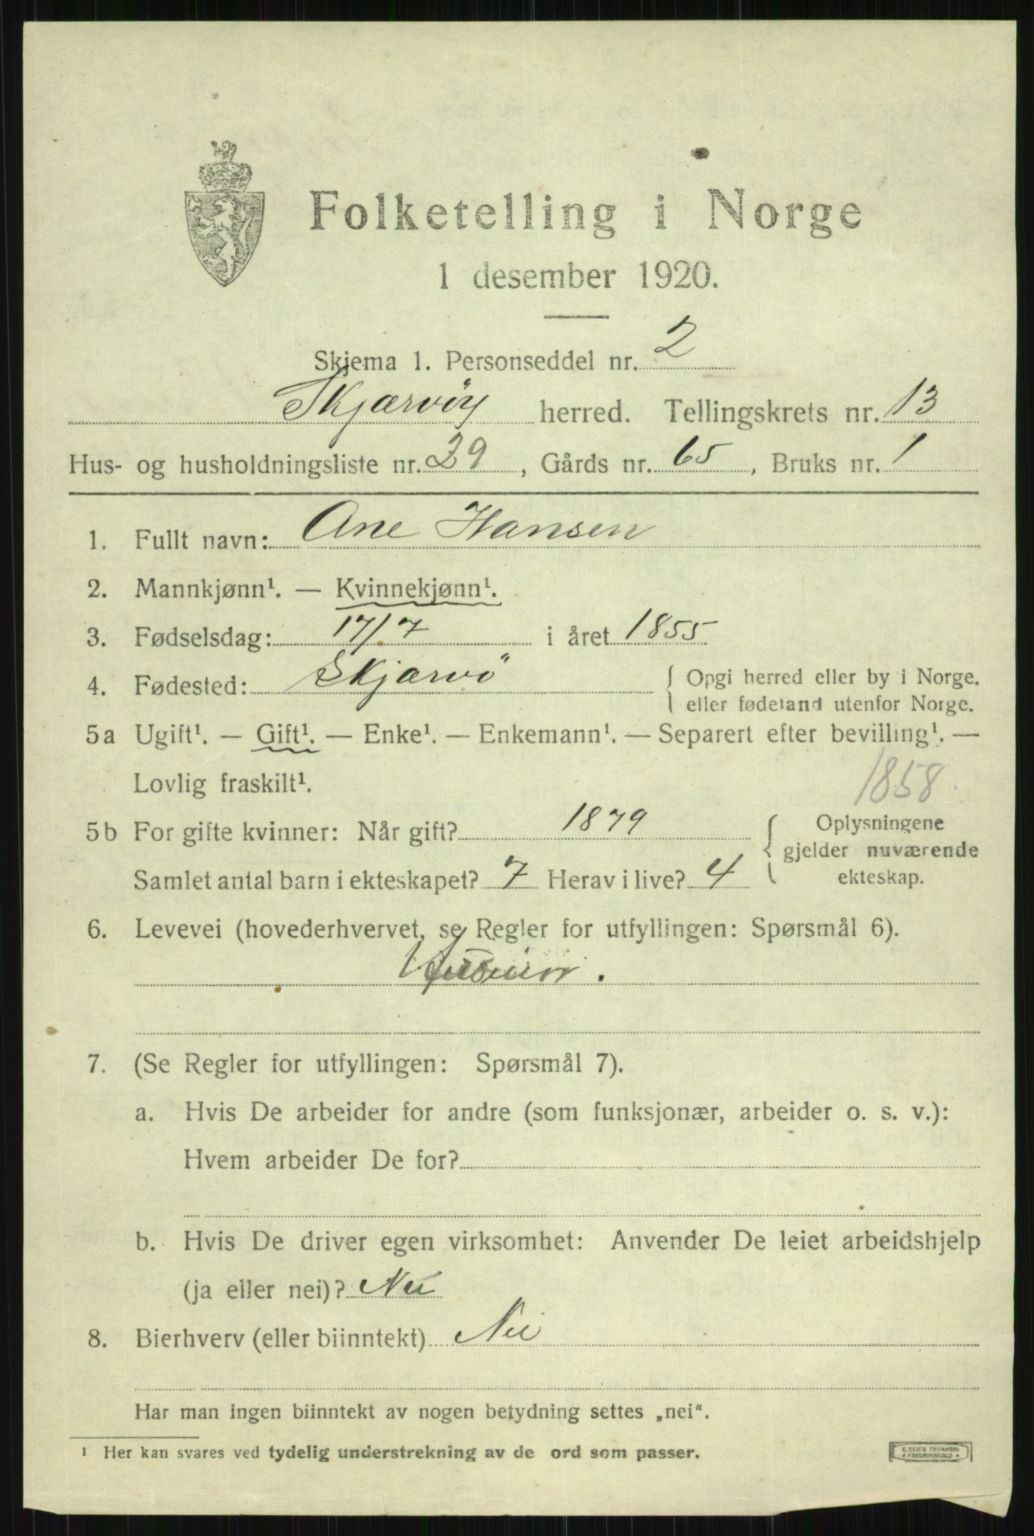 Folketelling i Norge
1 desember 1920.
Skjema 1. Personseddel nr. 2
Skjærvöy herred. Tellingskrets nr. 13
Hus- og husholdningsliste nr. 29, Gårds nr. 65, Bruks nr. 1
1. Fullt navn: Ane Hansen
2. Mannkjønn¹. — Kvinnekjønn¹.
3. Fødselsdag: 17/7 i året 1855
4. Fødested: Skjærvö { Opgi herred eller by i Norge.
eller fødeland utenfor Norge.
5a Ugift¹. — Gift¹. — Enke¹. — Enkemann¹. — Separert efter bevilling¹. —
Lovlig fraskilt¹.
1858
5b For gifte kvinner: Når gift? 1879
Samlet antal barn i ekteskapet? 7 Herav i live? 4
{ Oplysningene
gjelder nuværende
ekteskap.
6. Levevei (hovederhvervet, se Regler for utfyllingen: Spørsmål 6).
7. (Se Regler for utfyllingen: Spørsmål 7).
a. Hvis De arbeider for andre (som funksjonær, arbeider o. s. v.):
Hvem arbeider De for?
b. Hvis De driver egen virksomhet: Anvender De leiet arbeidshjelp
(ja eller nei)? Nei
8. Bierhverv (eller biinntekt) Nei
Har man ingen biinntekt av nogen betydning settes „nei“.
¹ Her kan svares ved tydelig understrekning av de ord som passer.